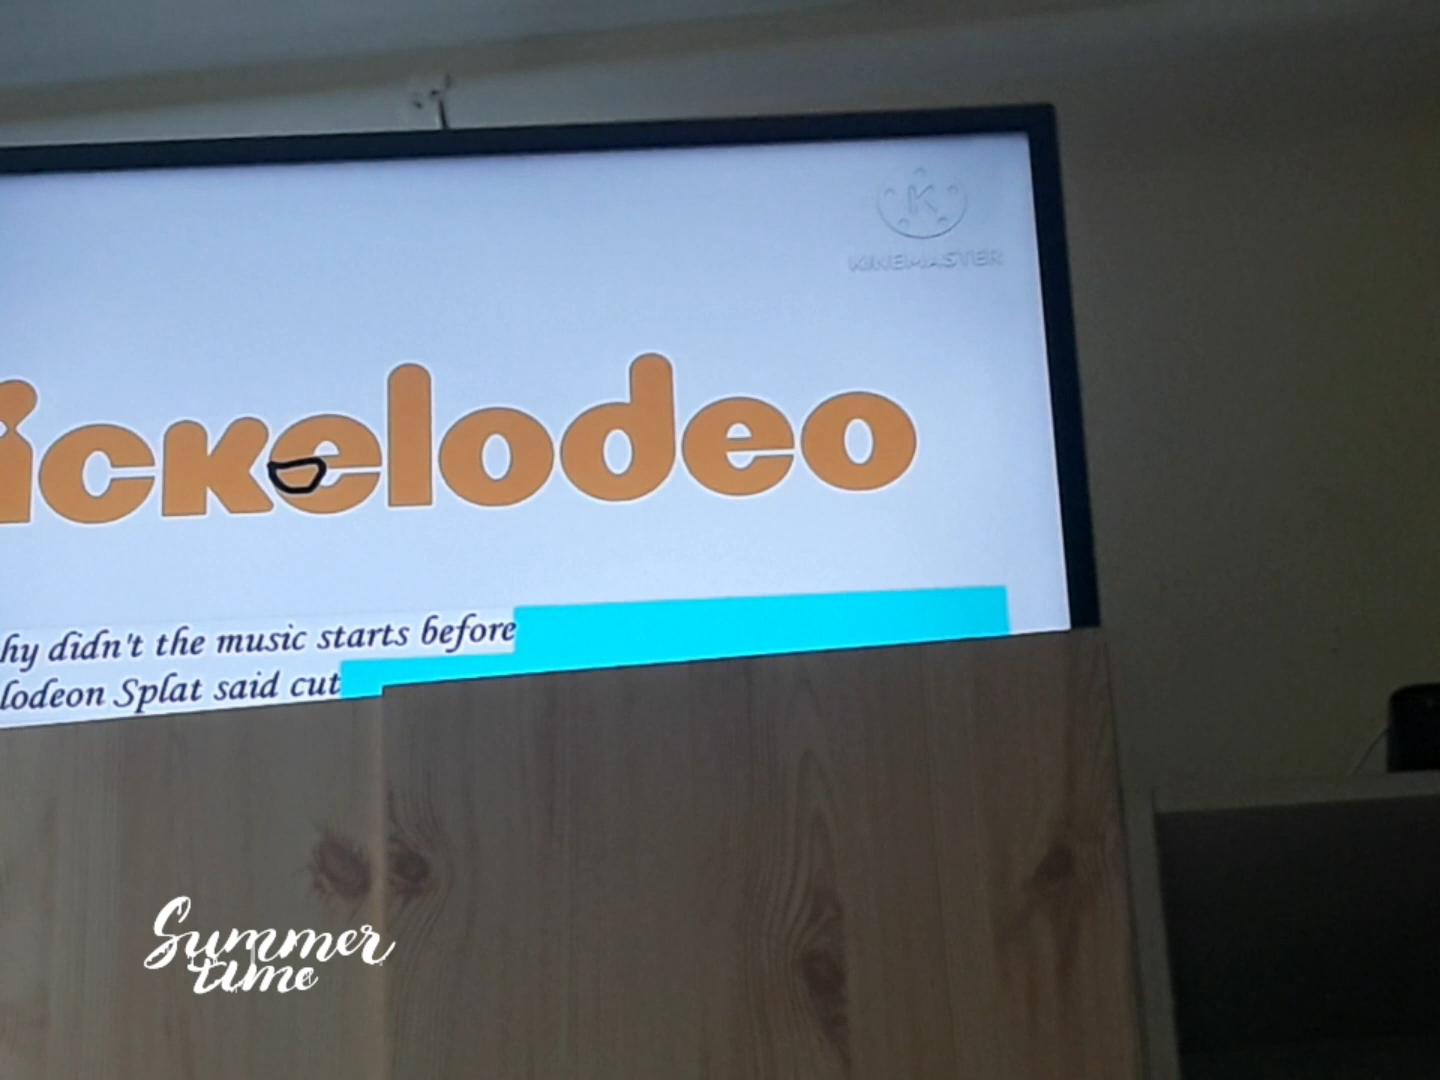 KINEMASTER
ickelodeo
hy didn't the music starts before
lodeon Splat said cut
Summer
time